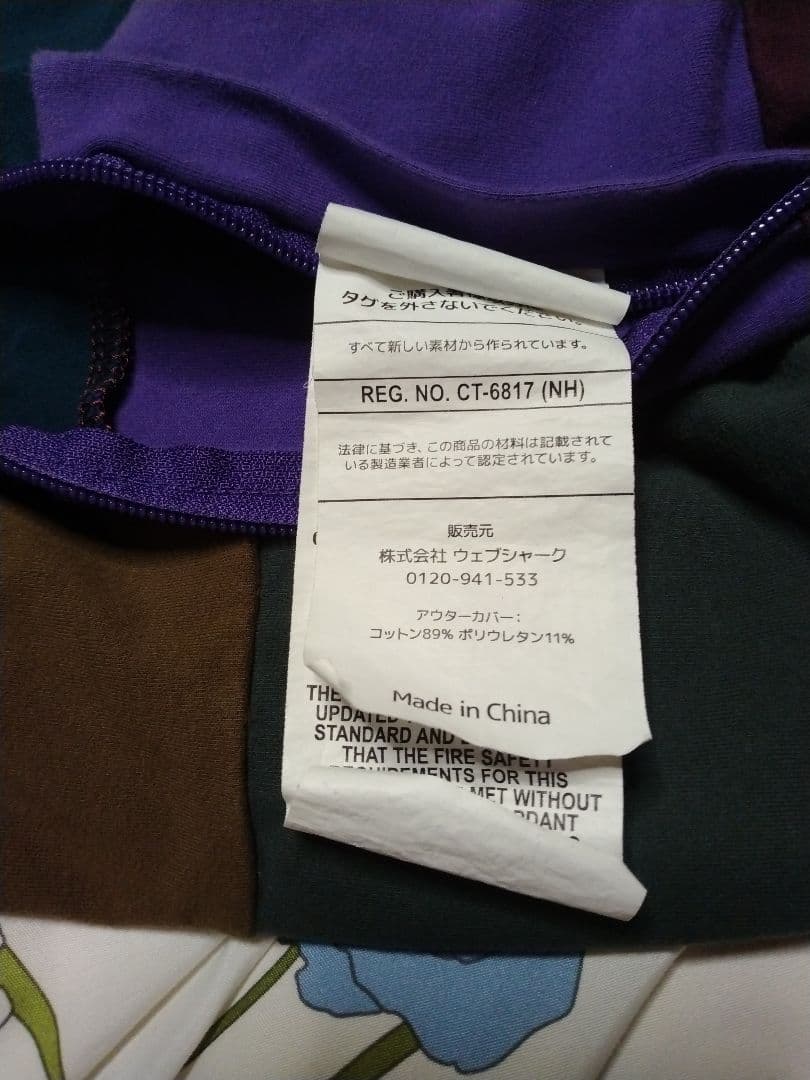 タグを外さないでください。
すべて新しい素材から作られています。
REG. NO. CT-6817 (NH)
法律に基づき、この商品の材料は記載されて
いる製造業者によって認定されています。
販売元
株式会社 ウェブシャーク
0120-941-533
アウターカバー：
コットン89% ポリウレタン11%
Made in China
THE
UPDATED
STANDARD AND
THAT THE FIRE SAFETY
REQUIREMENTS FOR THIS
MET WITHOUT